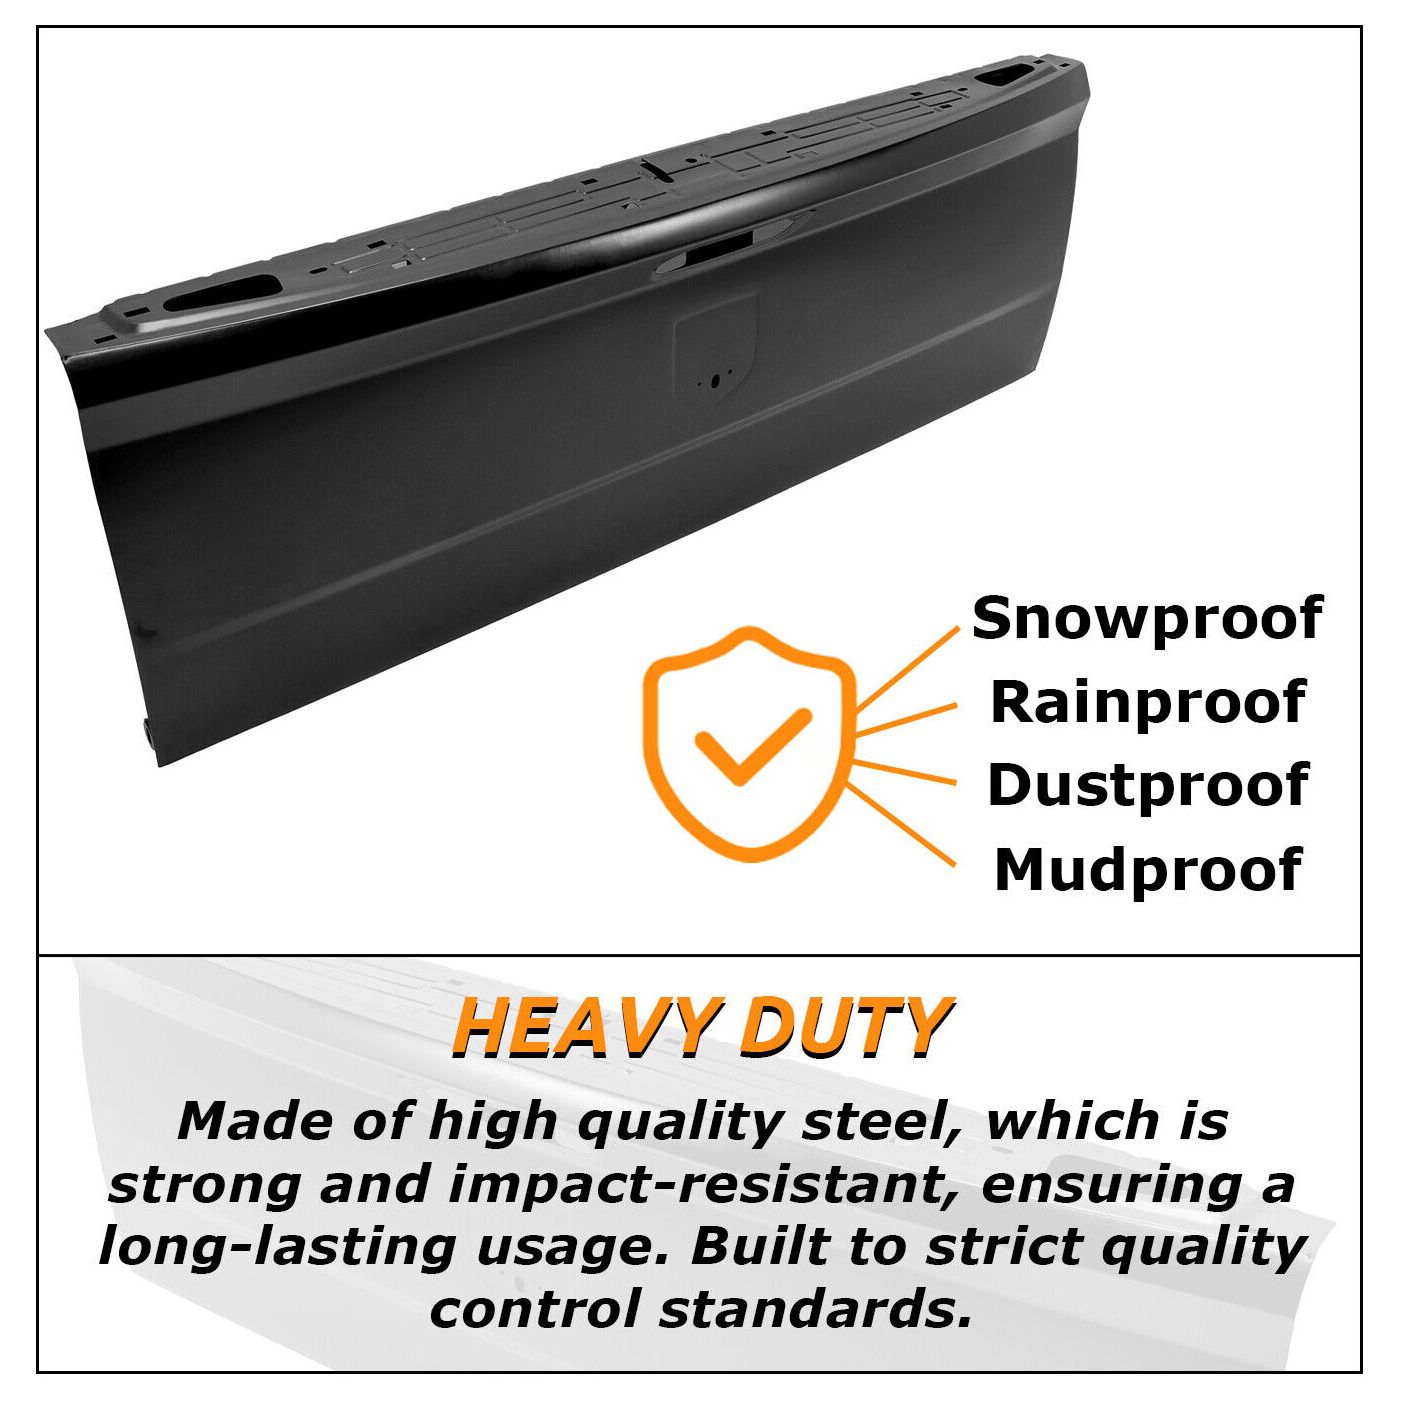 Snowproof
Rainproof
Dustproof
Mudproof
HEAVY DUTY
Made of high quality steel, which is
strong and impact-resistant, ensuring a
long-lasting usage. Built to strict quality
control standards.